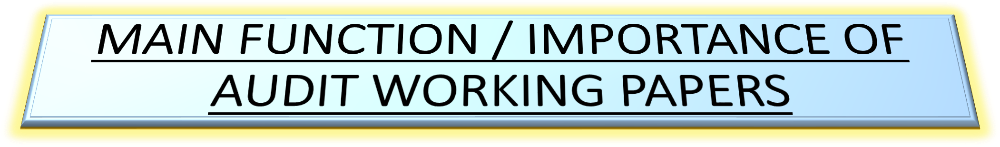 MAIN FUNCTION / IMPORTANCE OF
AUDIT WORKING PAPERS